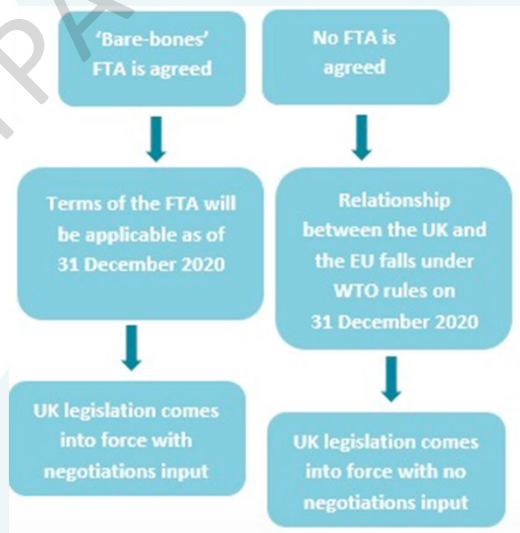 'Bare-bones'
FTA is agreed
No FTA is
agreed
Terms of the FTA will
be applicable as of
31 December 2020
Relationship
between the UK and
the EU falls under
WTO rules on
31 December 2020
UK legislation comes
into force with
negotiations input
UK legislation comes
into force with no
negotiations input